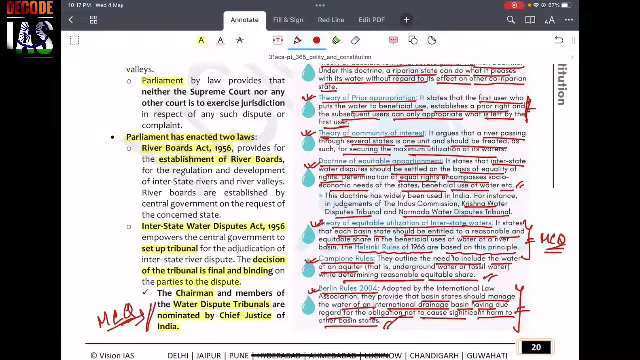 DECODE
IAS
10:17 PM Wed 4 May
67%
Annotate
Fill & Sign
Prepare Form
31eca-pt_365_polity_and_constitution
valleys.
○ Parliament by law provides that
neither the Supreme Court nor any
other court is to exercise jurisdiction
in respect of any such dispute or
complaint.
• Parliament has enacted two laws:
○ River Boards Act, 1956, provides for
the establishment of River Boards,
for the regulation and development
of inter-State rivers and river valleys.
River boards are established by
central government on the request
of the concerned state.
○ Inter-State Water Disputes Act, 1956
empowers the central government to
set up tribunal for the adjudication of
inter state river dispute. The decision
of the tribunal is final and binding on
the parties to the dispute.
✓ The Chairman and members of
the Water Dispute Tribunals are
nominated by Chief Justice of
India.
MCQ
Under this doctrine, a riparian state can do what it pleases
with its water without regard to its effect on other co-riparian
state.
Theory of Prior appropriation: It states that the first user who
puts the water to beneficial use, establishes a prior right and
the subsequent users can only appropriate what is left by the
first user.
Theory of community of interest: It argues that a river passing
through several states is one unit and should be treated, as
such, for securing the maximum utilization of its waters.
Doctrine of equitable apportionment: It states that inter-state
water disputes should be settled on the basis of equality of
rights. Determination of equal rights encompasses socio-
economic needs of the states, beneficial use of water etc.
This doctrine has widely been used in India. For instance,
in judgements of The Indus Commission, Krishna Water
Disputes Tribunal and Narmada Water Disputes Tribunal.
Theory of equitable utilization of Inter-state waters: It states
that each basin state should be entitled to a reasonable and
equitable share in the beneficial uses of water of a river
basin. The Helsinki Rules of 1966 are based on this principle.
Campione Rules: They outline the need to include the water
of an aquifer (that is, underground water or fossil water)
while determining reasonable equitable share.
Berlin Rules 2004: Adopted by the International Law
Association, they provided that basin states should manage
the water of an international drainage basin having due
regard for the obligation not to cause significant harm to
other basin states.
MCQ
stitution
20
© Vision IAS
DELHI | JAIPUR | PUNE | HYDERABAD | AHMEDABAD | LUCKNOW | CHANDIGARH | GUWAHATI